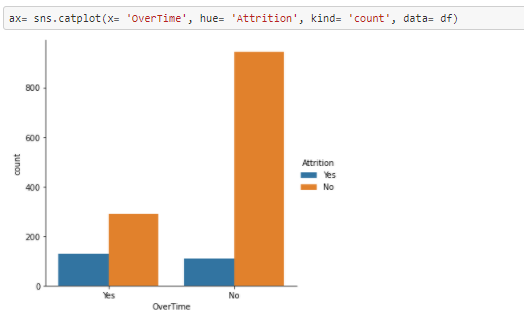 ax= sns.catplot(x= 'OverTime', hue= 'Attrition', kind= 'count', data= df)
800
600
400
200
0
count
Yes
No
OverTime
Attrition
Yes
No